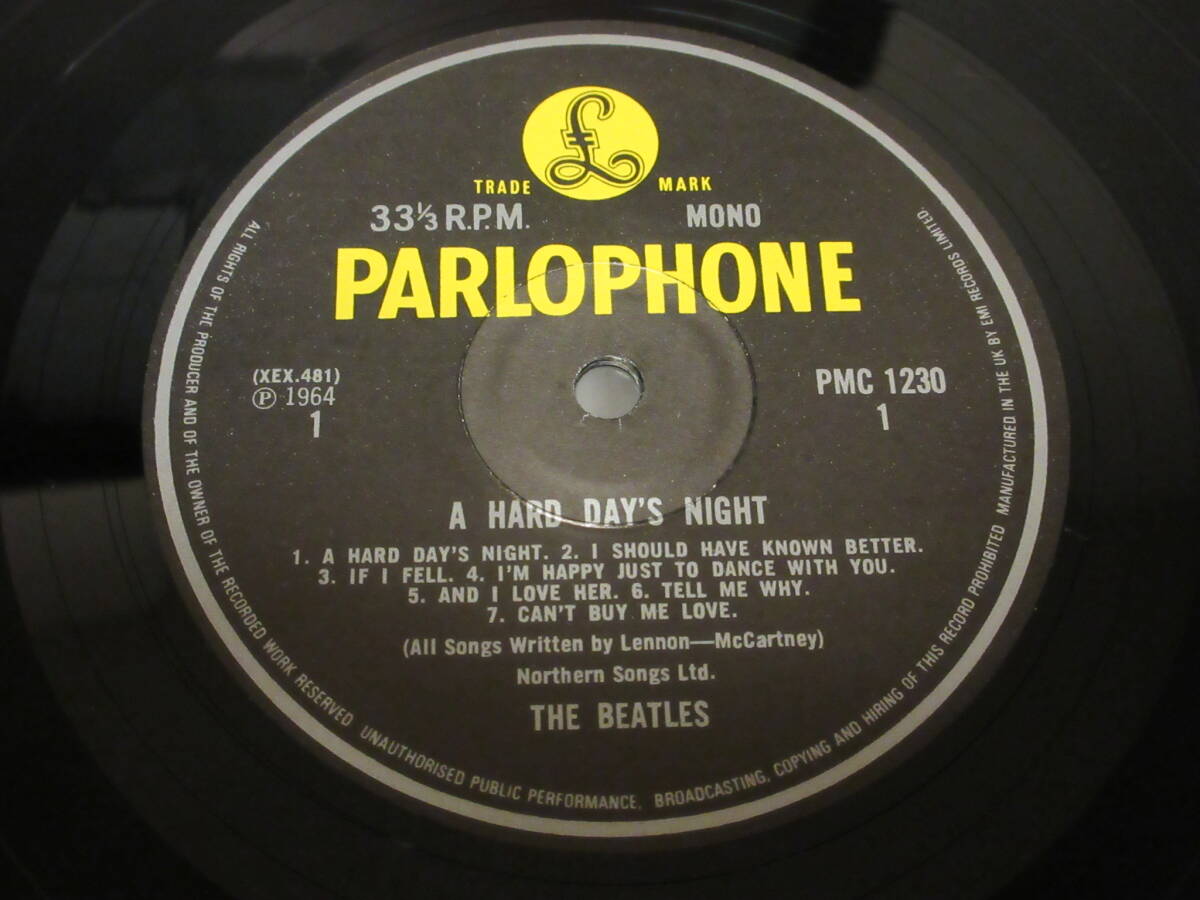 £
TRADE MARK
33⅓ R.P.M. MONO
PARLOPHONE
(XEX.481)
℗ 1964
1
PMC 1230
1
A HARD DAY'S NIGHT
1. A HARD DAY'S NIGHT. 2. I SHOULD HAVE KNOWN BETTER.
3. IF I FELL. 4. I'M HAPPY JUST TO DANCE WITH YOU.
5. AND I LOVE HER. 6. TELL ME WHY.
7. CAN'T BUY ME LOVE.
(All Songs Written by Lennon—McCartney)
Northern Songs Ltd.
THE BEATLES
ALL RIGHTS OF THE PRODUCER AND OF THE OWNER OF THE RECORDED WORK RESERVED UNAUTHORISED PUBLIC PERFORMANCE, BROADCASTING, COPYING AND HIRING OF THIS RECORD PROHIBITED MANUFACTURED IN THE UK BY EMI RECORDS LIMITED.